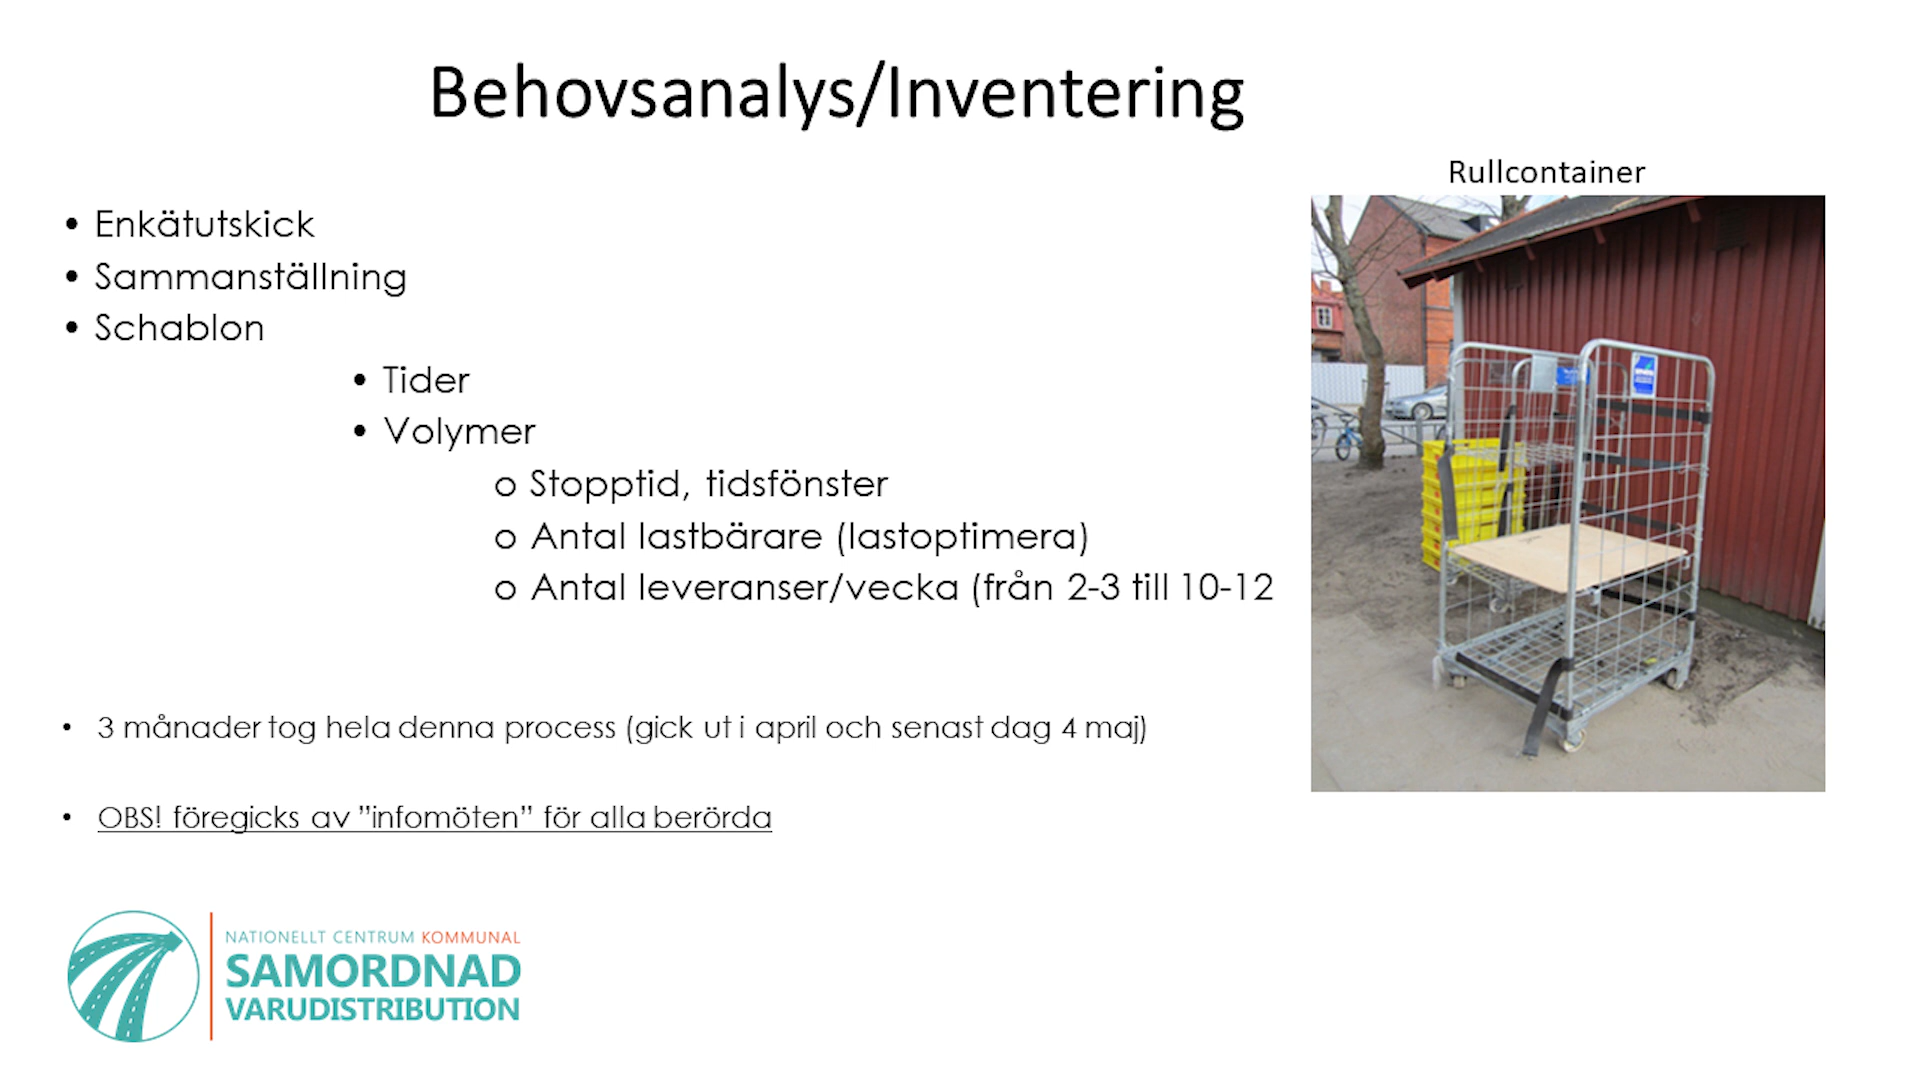 Behovsanalys/Inventering
Rullcontainer
• Enkätutskick
• Sammanställning
• Schablon
• Tider
• Volymer
o Stopptid, tidsfönster
o Antal lastbärare (lastoptimera)
o Antal leveranser/vecka (från 2-3 till 10-12
• 3 månader tog hela denna process (gick ut i april och senast dag 4 maj)
• OBS! föregicks av ”infomöten” för alla berörda
NATIONELLT CENTRUM KOMMUNAL
SAMORDNAD
VARUDISTRIBUTION